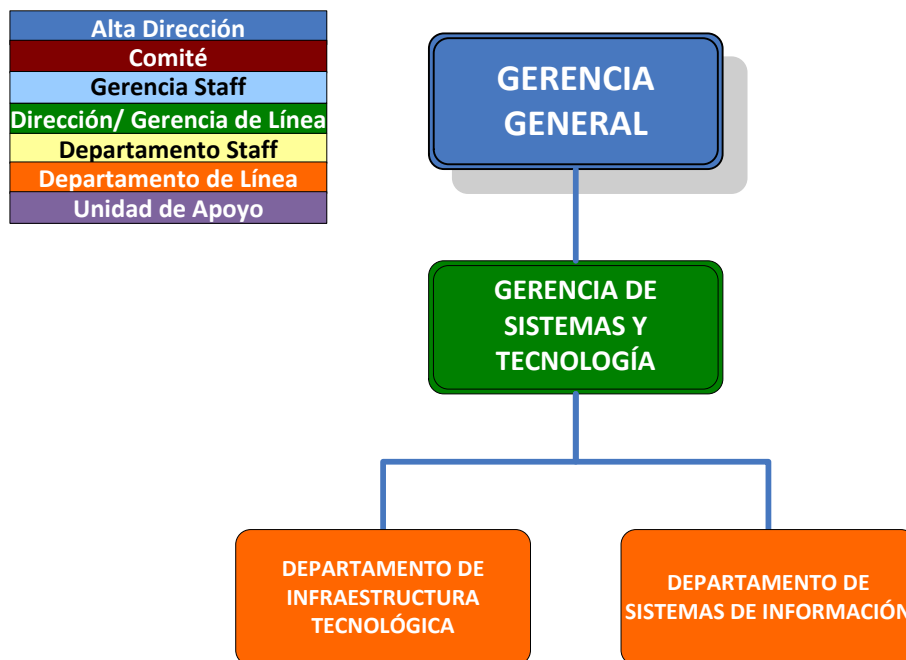 Alta Dirección
Comité
Gerencia Staff
Dirección/ Gerencia de Línea
Departamento Staff
Departamento de Línea
Unidad de Apoyo
GERENCIA
GENERAL
GERENCIA DE
SISTEMAS Y
TECNOLOGÍA
DEPARTAMENTO DE
INFRAESTRUCTURA
TECNOLÓGICA
DEPARTAMENTO DE
SISTEMAS DE INFORMACIÓN